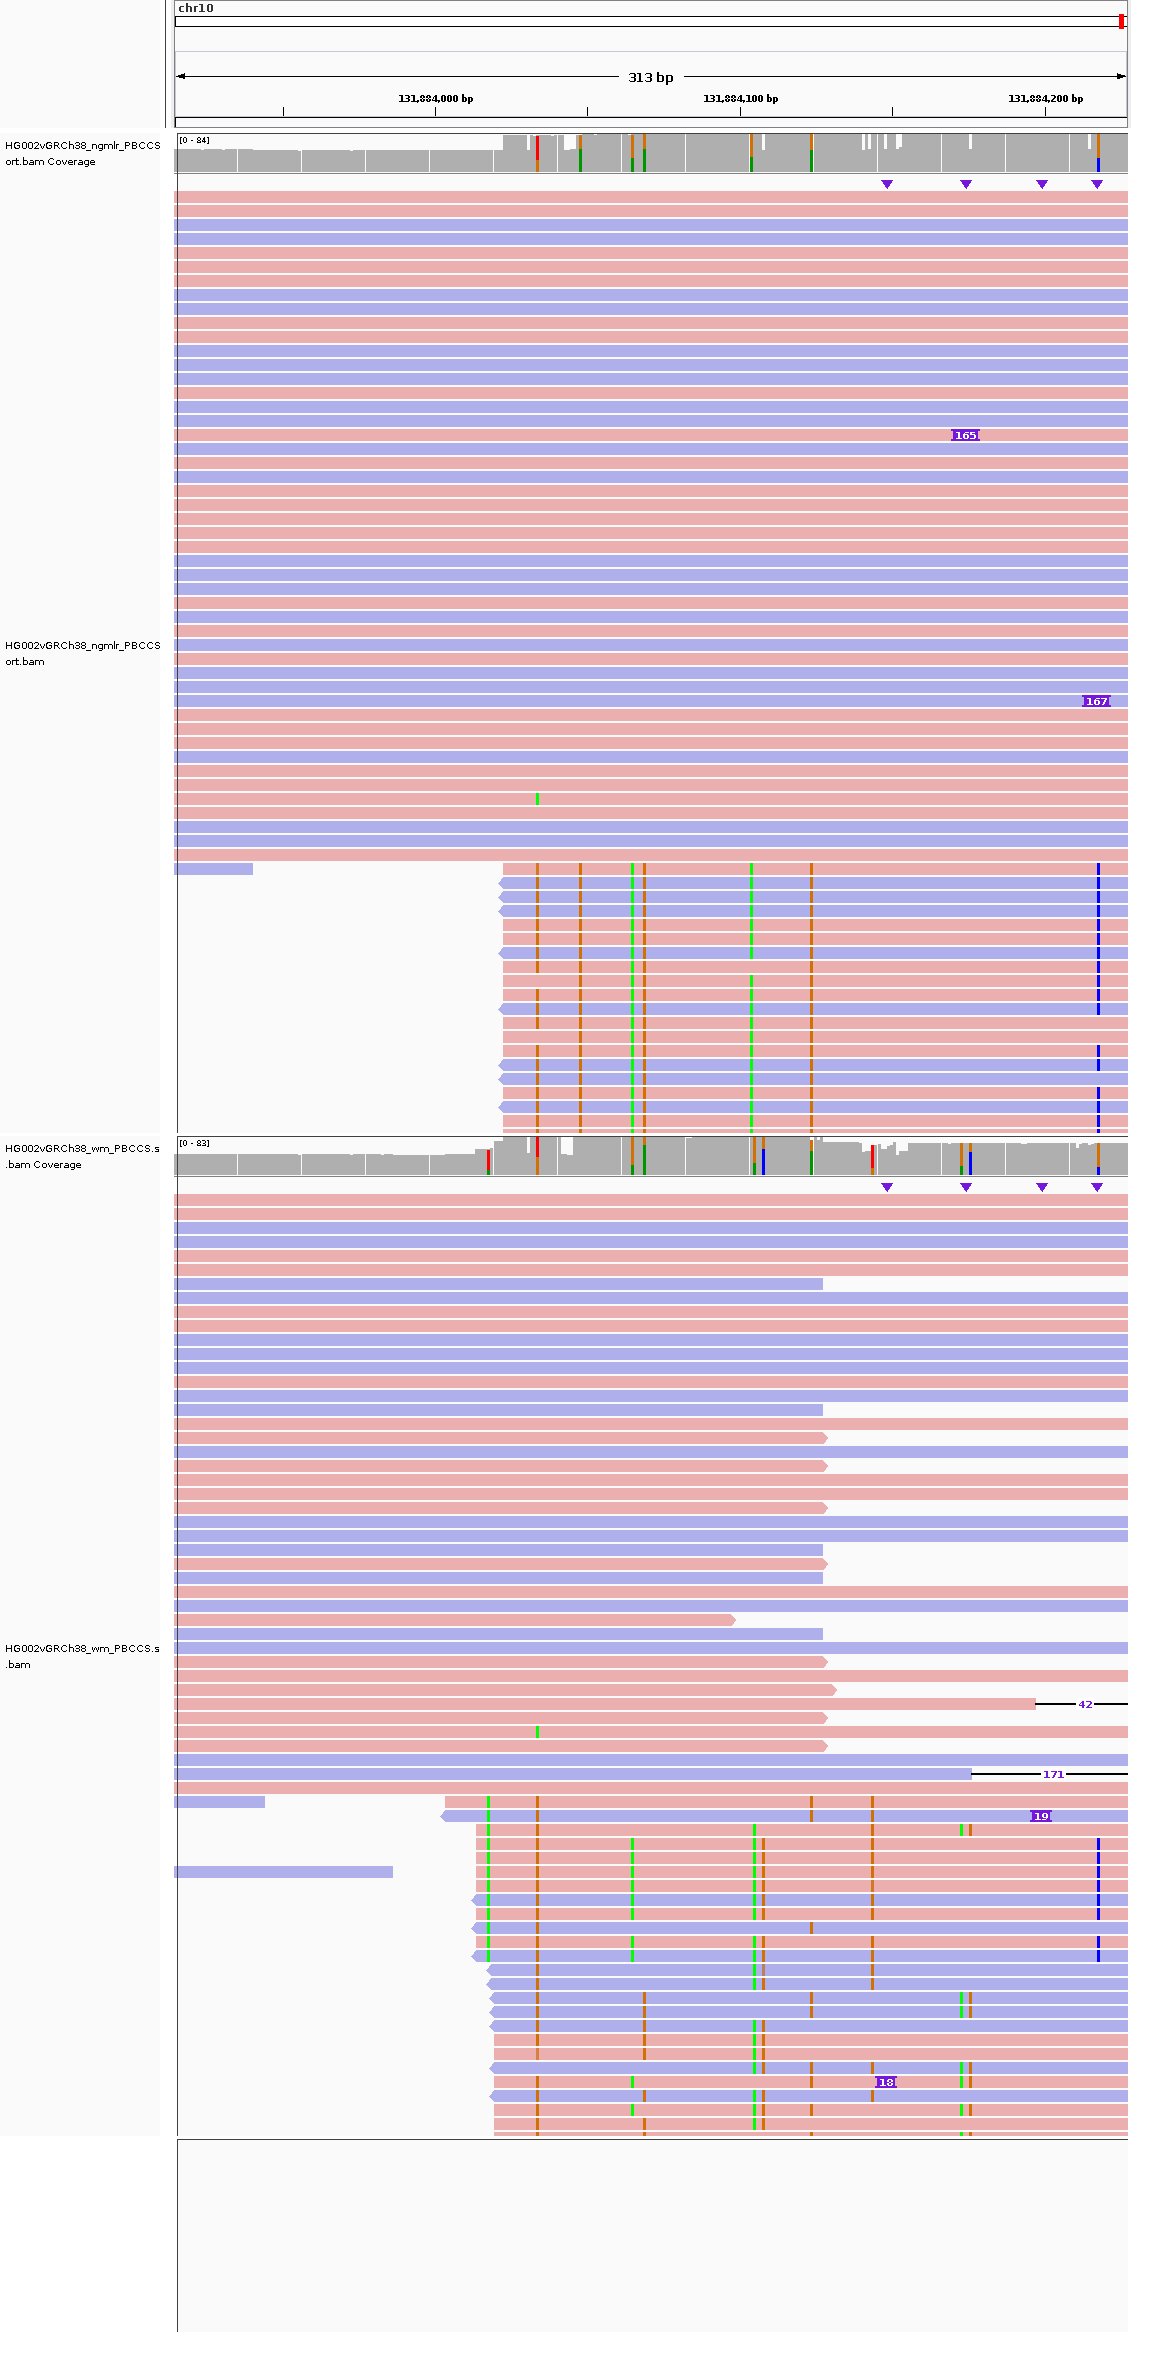 chr10
313 bp
131,884,000 bp 131,884,100 bp 131,884,200 bp
HG002vGRCh38_ngmlr_PBCCS
ort.bam Coverage
[0 - 84]
165
HG002vGRCh38_ngmlr_PBCCS
ort.bam
167
HG002vGRCh38_wm_PBCCS.s
.bam Coverage
[0 - 83]
HG002vGRCh38_wm_PBCCS.s
.bam
42
171
19
18